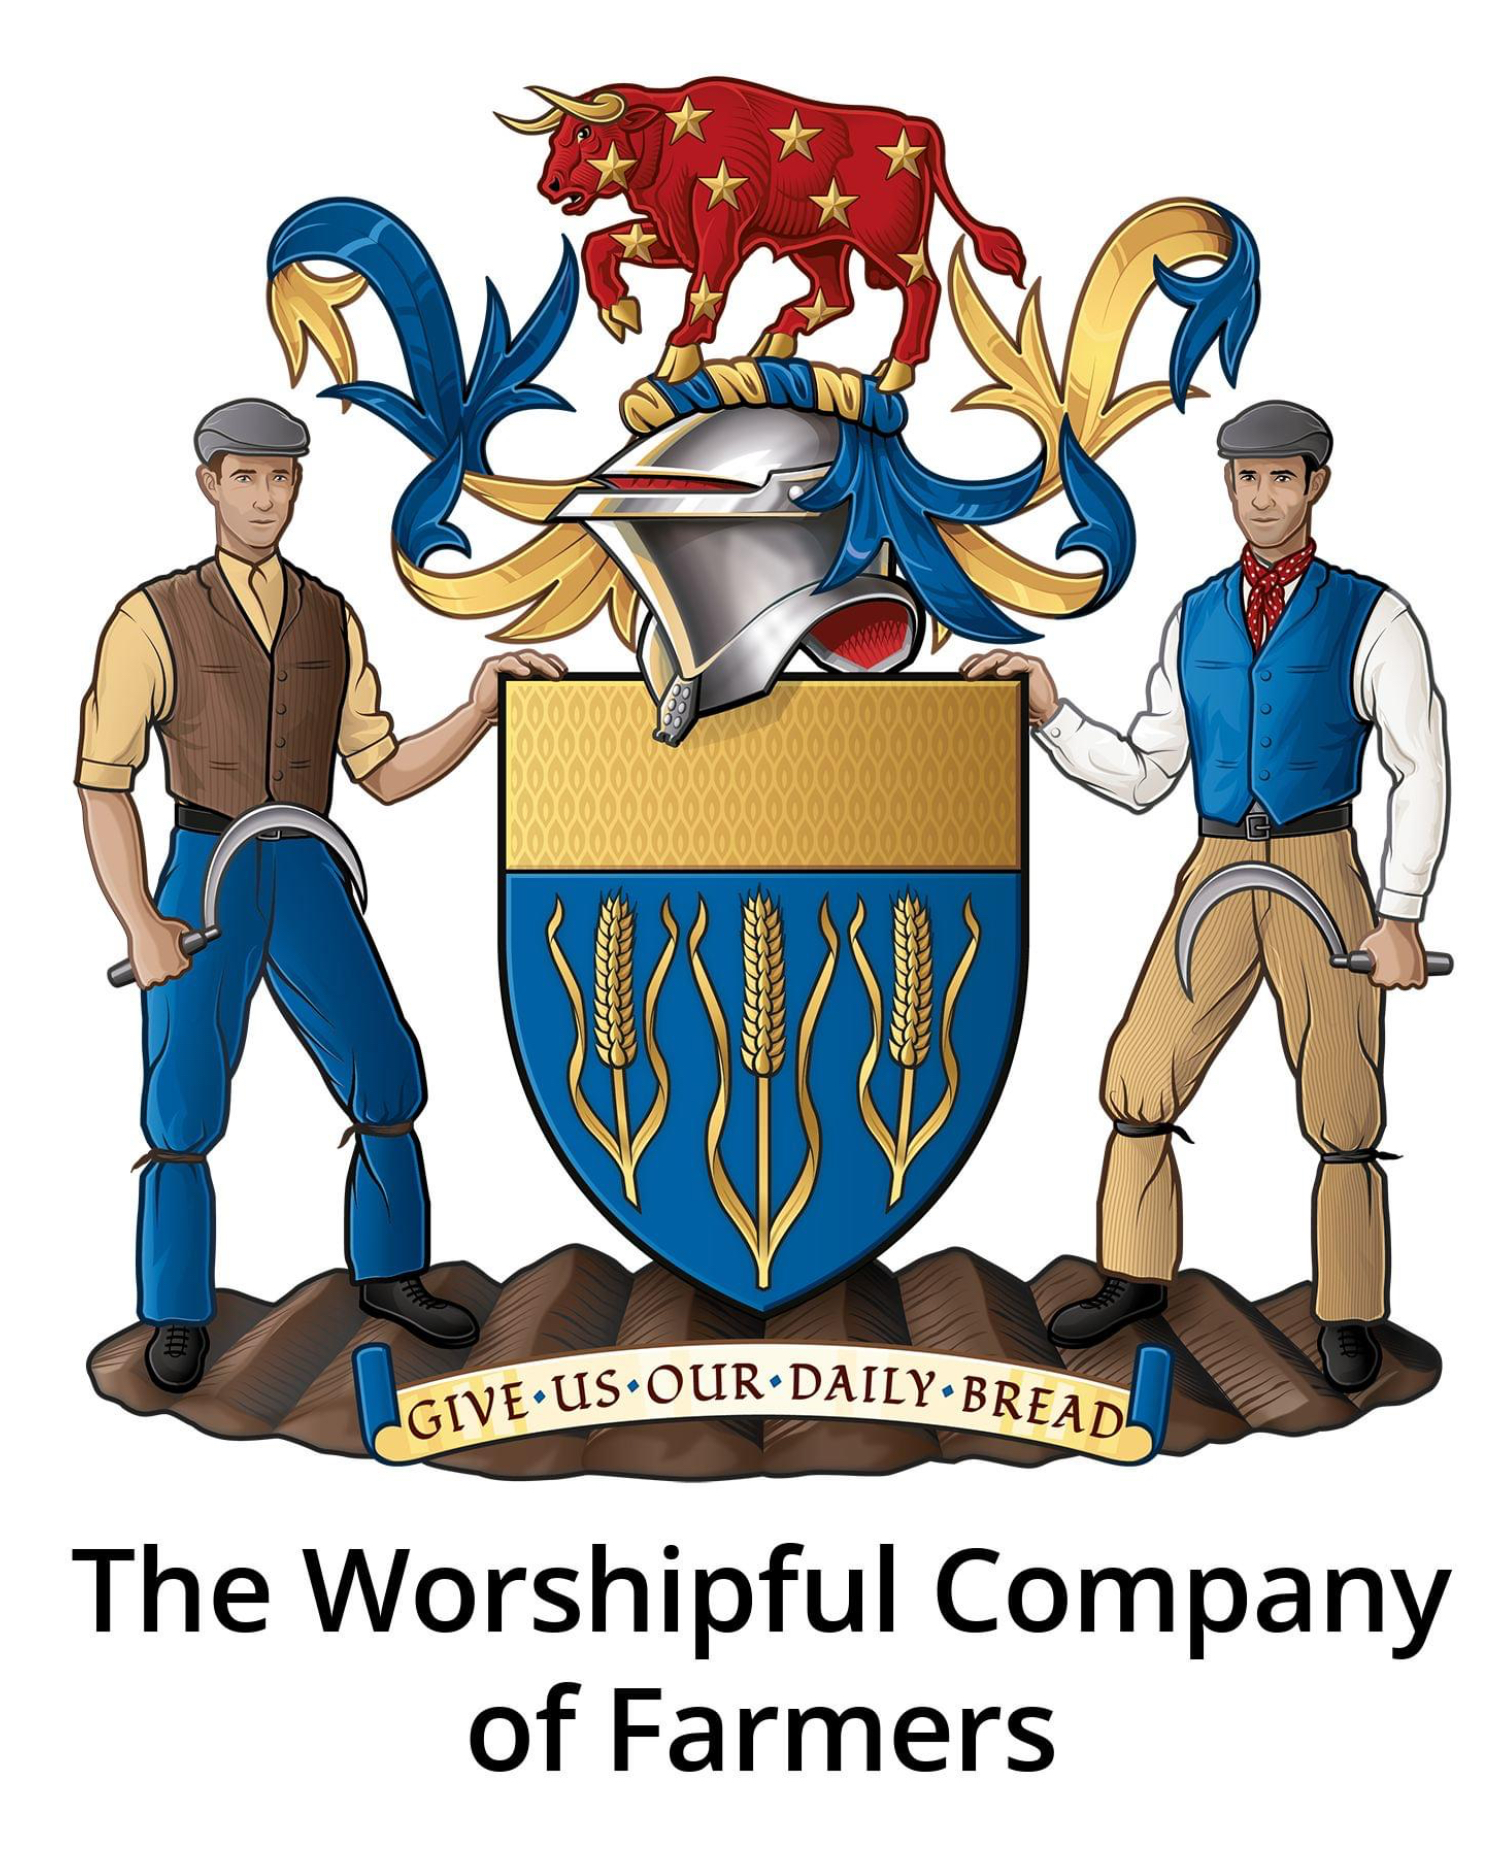 GIVE·US·OUR·DAILY·BREAD
The Worshipful Company
of Farmers